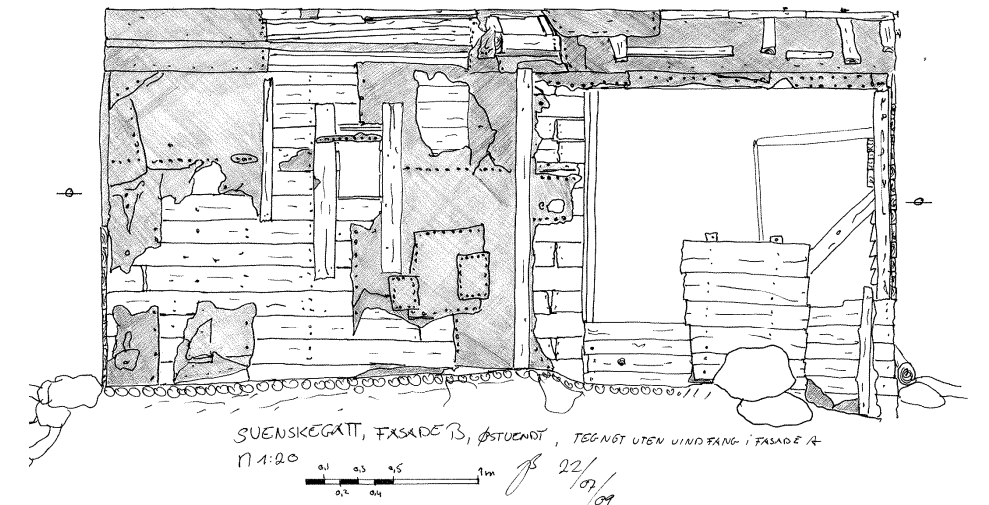 SVENSKEGATT, FASADE B, ØSTVENDT, TEGNET UTEN VINDFANG i FASADE A
M 1:20
0,1 0,3 0,5 1m
0,2 0,4
22/07/09